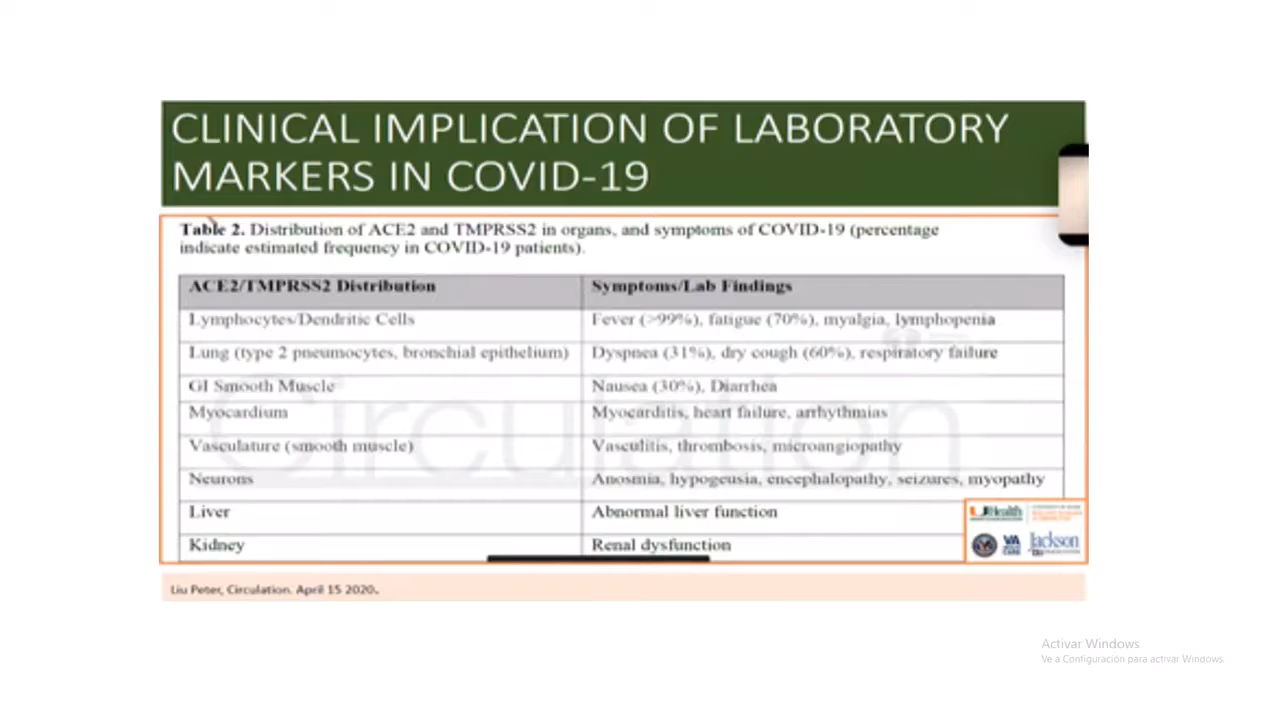 CLINICAL IMPLICATION OF LABORATORY
MARKERS IN COVID-19
Table 2. Distribution of ACE2 and TMPRSS2 in organs, and symptoms of COVID-19 (percentage
indicate estimated frequency in COVID-19 patients).
ACE2/TMPRSS2 Distribution Symptoms/Lab Findings
Lymphocytes/Dendritic Cells Fever (>99%), fatigue (70%), myalgia, lymphopenia
Lung (type 2 pneumocytes, bronchial epithelium) Dyspnea (31%), dry cough (60%), respiratory failure
GI Smooth Muscle Nausea (30%), Diarrhea
Myocardium Myocarditis, heart failure, arrhythmias
Vasculature (smooth muscle) Vasculitis, thrombosis, microangiopathy
Neurons Anosmia, hypogeusia, encephalopathy, seizures, myopathy
Liver Abnormal liver function
Kidney Renal dysfunction
Circulation
UHealth
VA
Jackson
Liu Peter, Circulation. April 15 2020.
Activar Windows
Ve a Configuración para activar Windows.